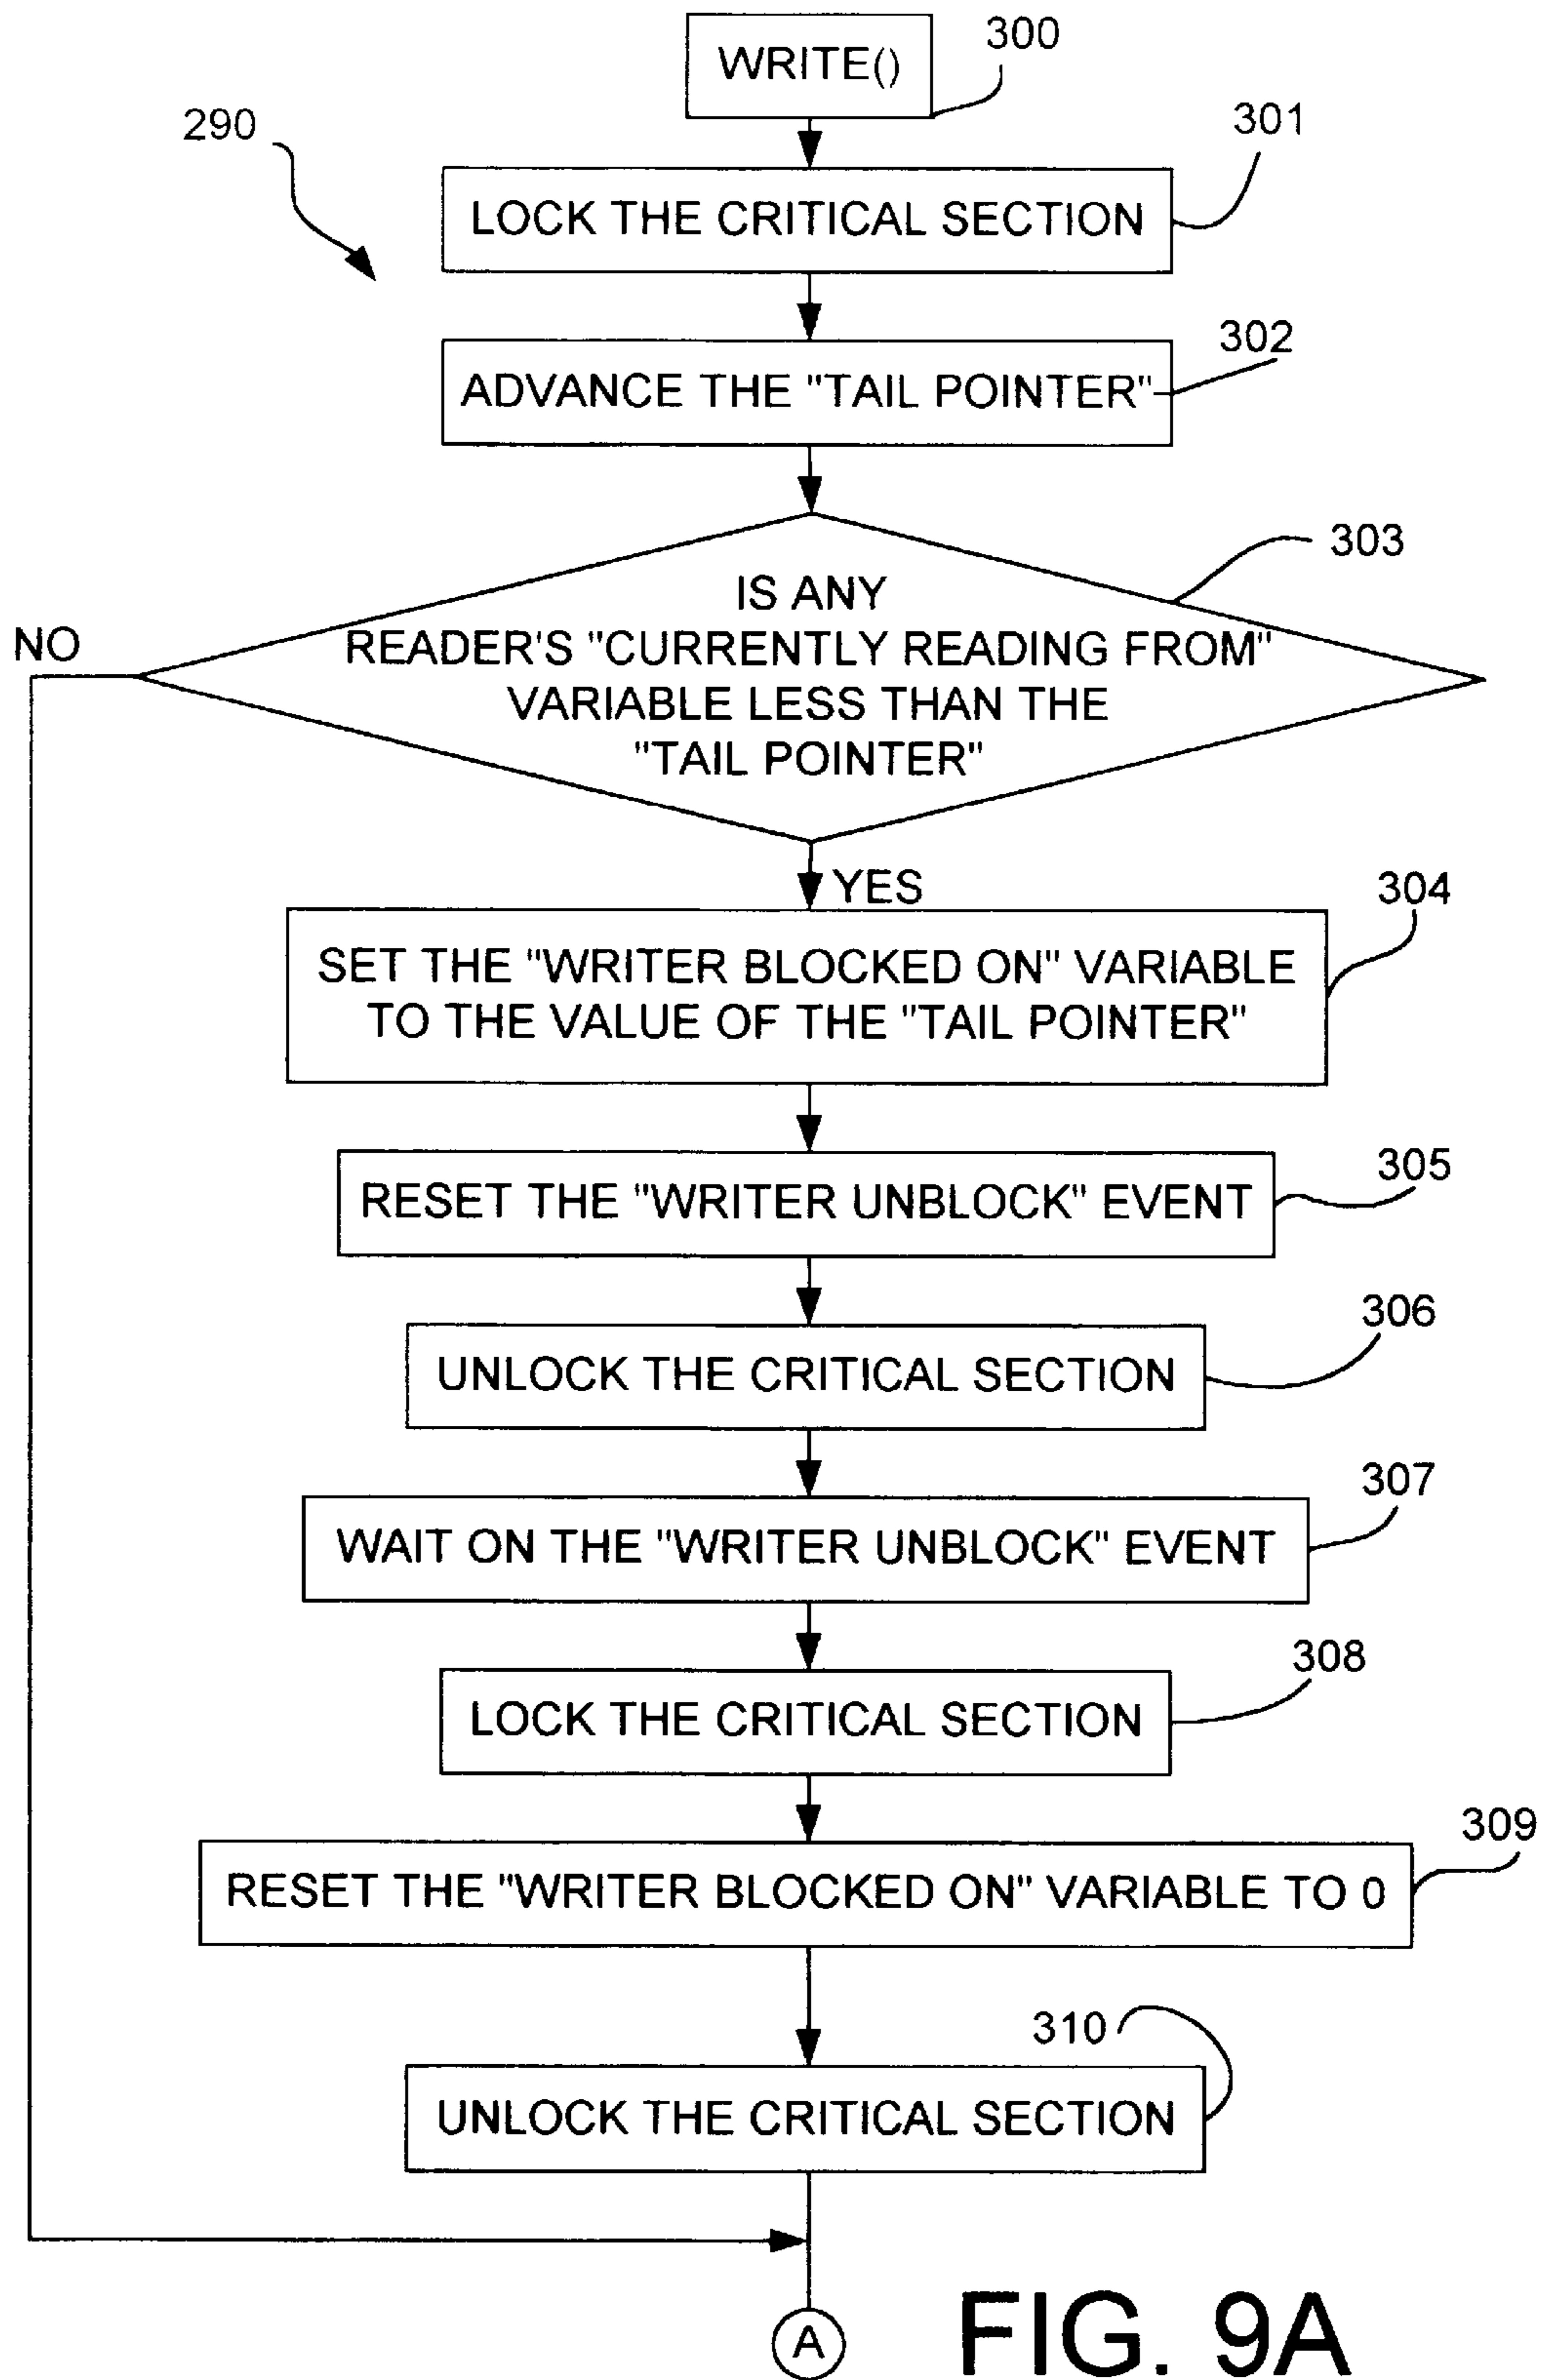 WRITE()
300
290
301
LOCK THE CRITICAL SECTION
302
ADVANCE THE "TAIL POINTER"
303
IS ANY
READER'S "CURRENTLY READING FROM"
VARIABLE LESS THAN THE
"TAIL POINTER"
NO
YES
304
SET THE "WRITER BLOCKED ON" VARIABLE
TO THE VALUE OF THE "TAIL POINTER"
305
RESET THE "WRITER UNBLOCK" EVENT
306
UNLOCK THE CRITICAL SECTION
307
WAIT ON THE "WRITER UNBLOCK" EVENT
308
LOCK THE CRITICAL SECTION
309
RESET THE "WRITER BLOCKED ON" VARIABLE TO 0
310
UNLOCK THE CRITICAL SECTION
A
FIG. 9A